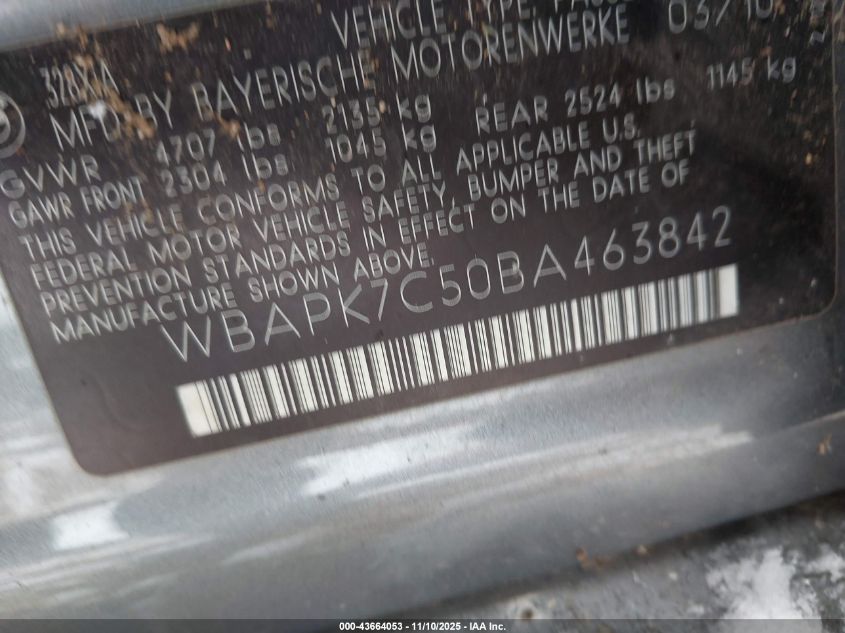 VEHICLE TYPE: PASS
03/10
328XiA
MFD BY BAYERISCHE MOTORENWERKE
GVWR 4707 lbs 2135 kg
GAWR FRONT 2304 lbs 1045 kg REAR 2524 lbs 1145 kg
THIS VEHICLE CONFORMS TO ALL APPLICABLE U.S.
FEDERAL MOTOR VEHICLE SAFETY, BUMPER AND THEFT
PREVENTION STANDARDS IN EFFECT ON THE DATE OF
MANUFACTURE SHOWN ABOVE.
WBAPK7C50BA463842
000-43664053 - 11/10/2025 - IAA Inc.